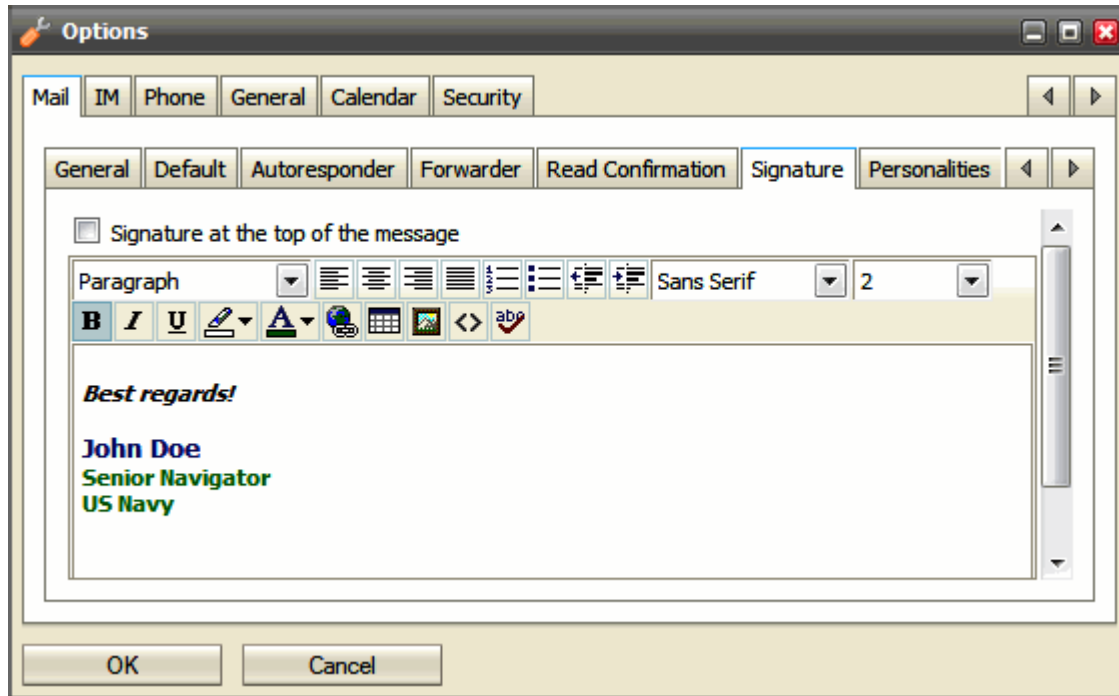 Options
Mail IM Phone General Calendar Security
General Default Autoresponder Forwarder Read Confirmation Signature Personalities
Signature at the top of the message
Paragraph Sans Serif 2
B I U A abc
Best regards!
John Doe
Senior Navigator
US Navy
OK Cancel